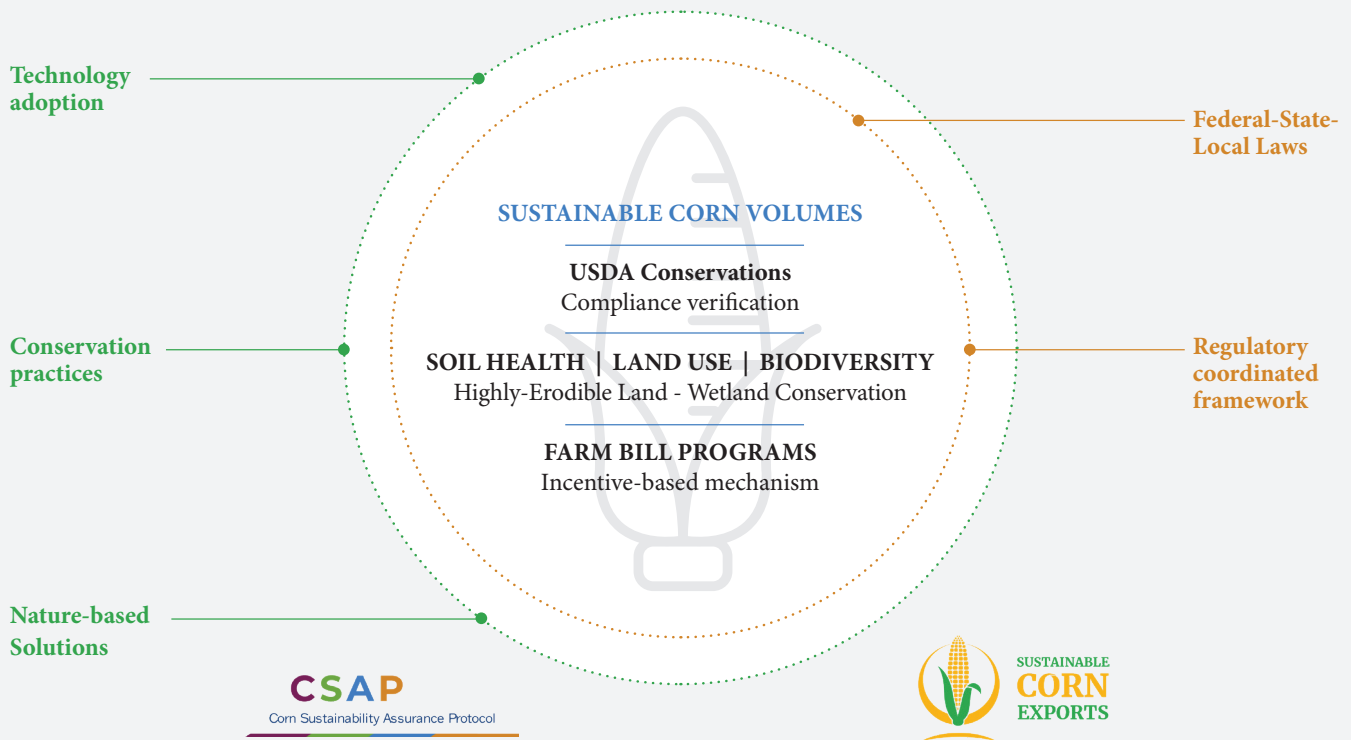 Technology
adoption
Conservation
practices
Nature-based
Solutions
SUSTAINABLE CORN VOLUMES
USDA Conservations
Compliance verification
SOIL HEALTH | LAND USE | BIODIVERSITY
Highly-Erodible Land - Wetland Conservation
FARM BILL PROGRAMS
Incentive-based mechanism
Federal-State-
Local Laws
Regulatory
coordinated
framework
CSAP
Corn Sustainability Assurance Protocol
SUSTAINABLE
CORN
EXPORTS